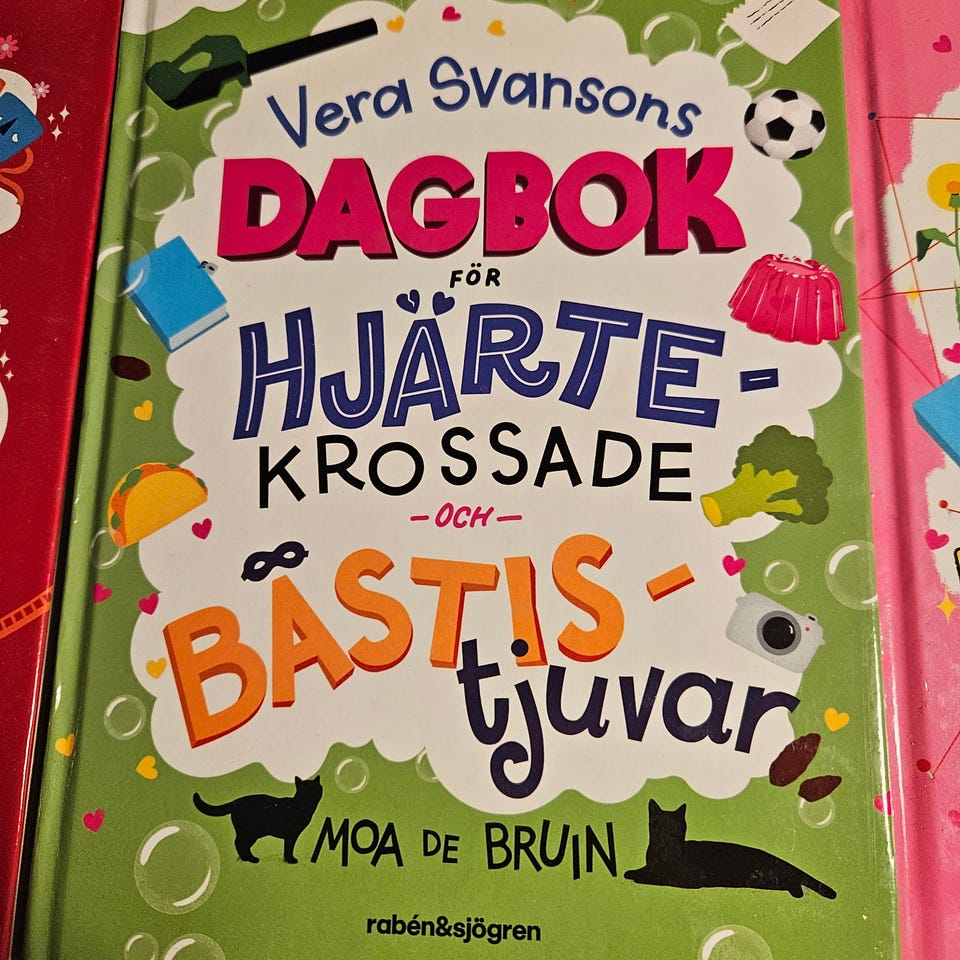 Vera Svansons
DAGBOK
FÖR
HJÄRTE-
KROSSADE
-OCH-
BÄSTIS-
tjuvar
MOA DE BRUIN
rabén&sjögren